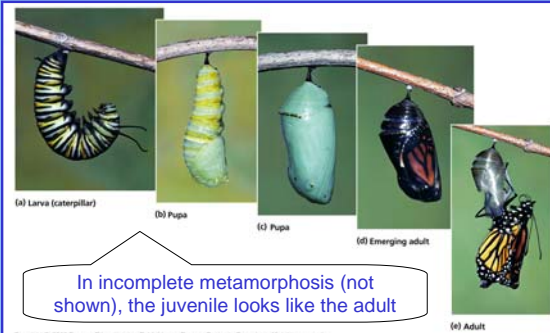 (a) Larva (caterpillar)
(b) Pupa
(c) Pupa
(d) Emerging adult
(e) Adult
In incomplete metamorphosis (not
shown), the juvenile looks like the adult